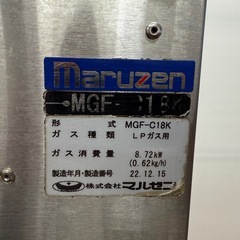 maruzen
MGF-C18K
形式 MGF-C18K
ガス種類 LPガス用
ガス消費量 8.72kW
(0.62kg/h)
製造年月・製造番号 22.12.15
株式会社マルゼン